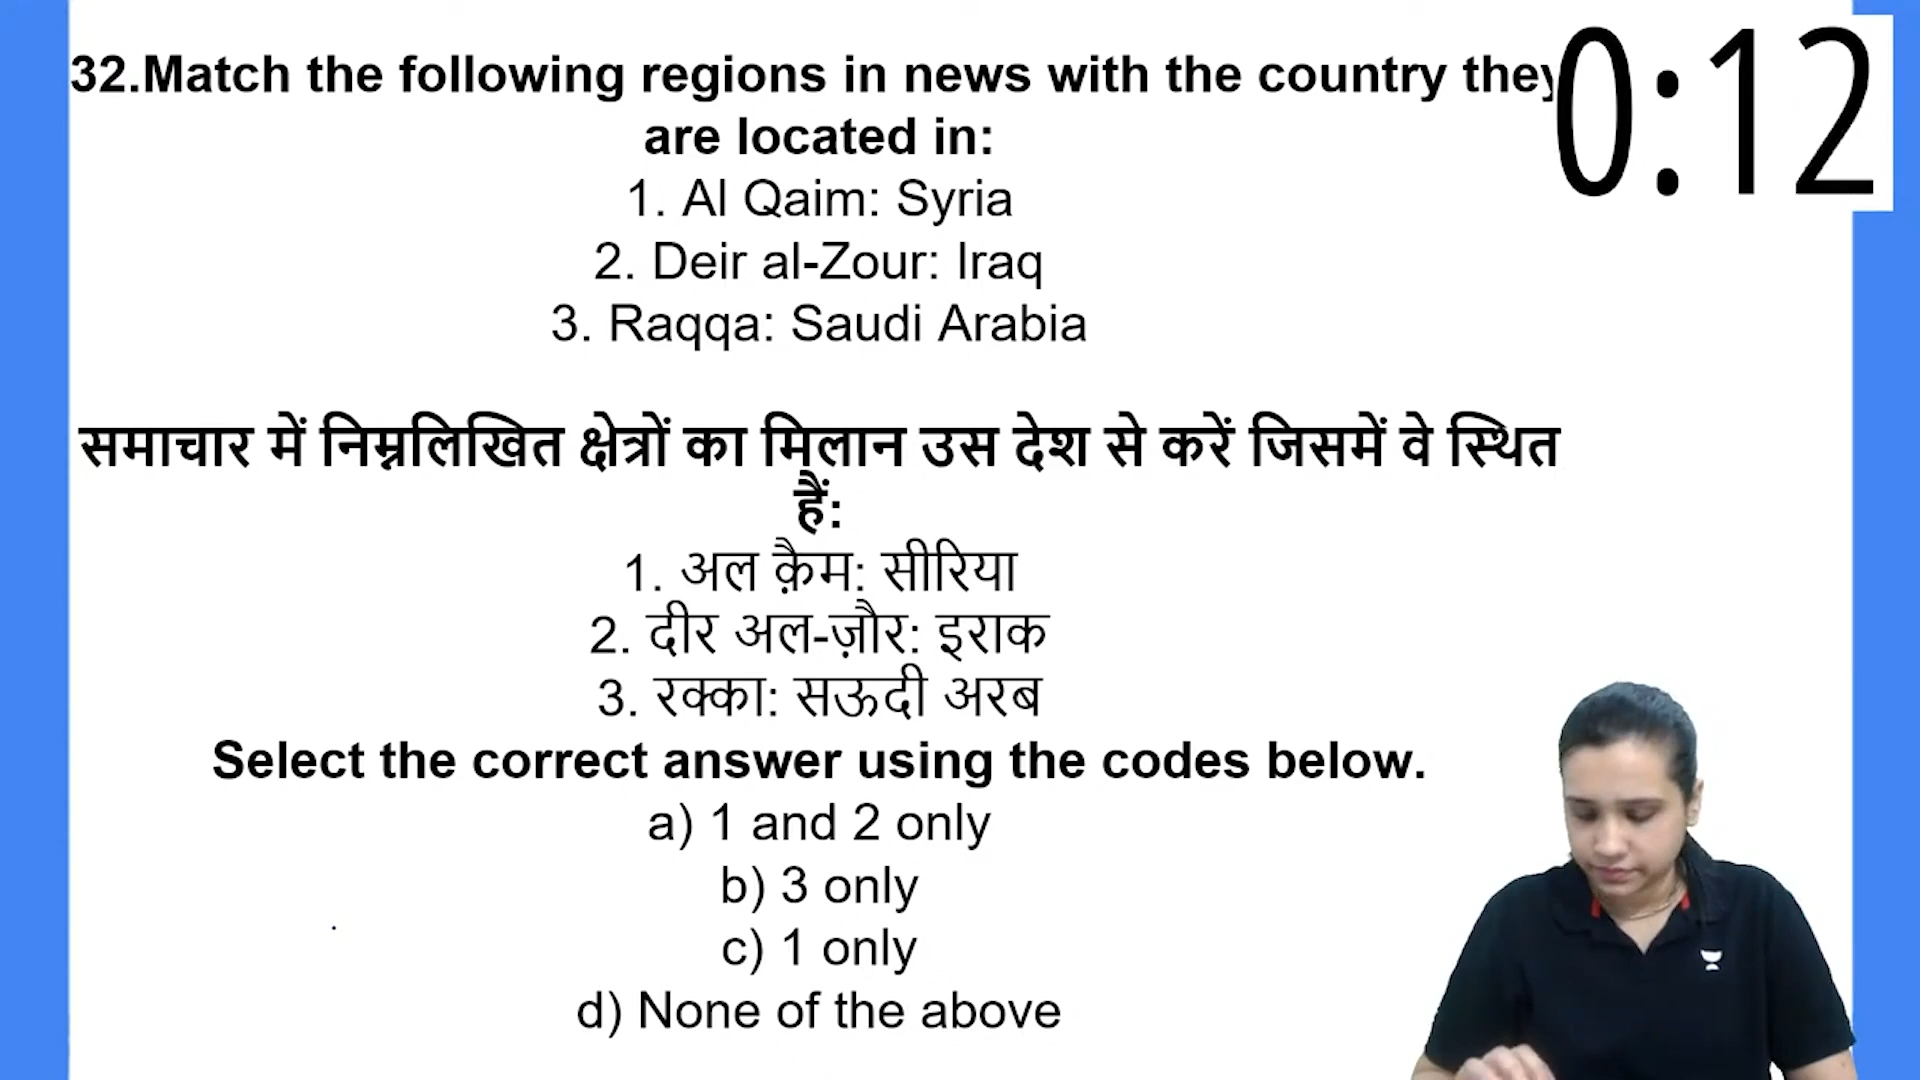 32.Match the following regions in news with the country they
are located in:
1. Al Qaim: Syria
2. Deir al-Zour: Iraq
3. Raqqa: Saudi Arabia
समाचार में निम्नलिखित क्षेत्रों का मिलान उस देश से करें जिसमें वे स्थित
हैं:
1. अल क़ैम: सीरिया
2. दीर अल-ज़ौर: इराक
3. रक्का: सऊदी अरब
Select the correct answer using the codes below.
a) 1 and 2 only
b) 3 only
c) 1 only
d) None of the above
0:12